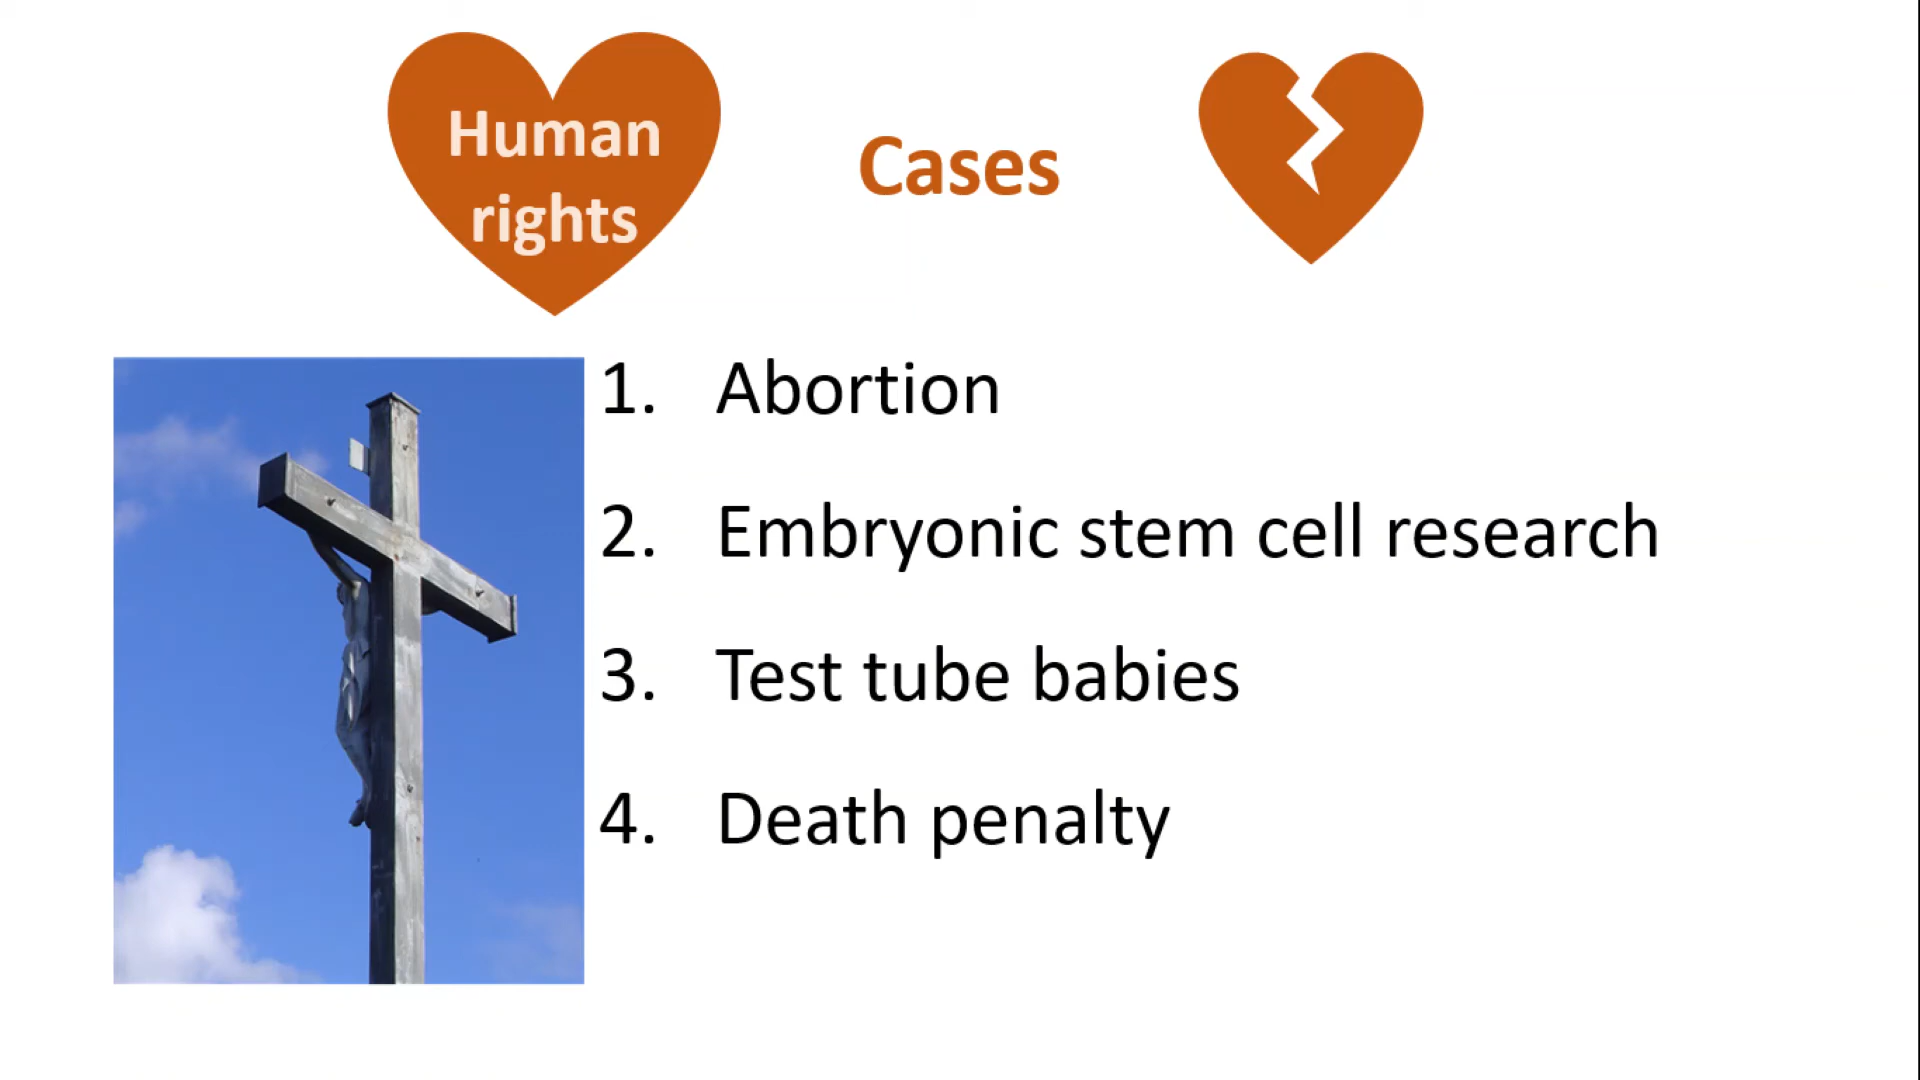 Human
rights
Cases
1. Abortion
2. Embryonic stem cell research
3. Test tube babies
4. Death penalty